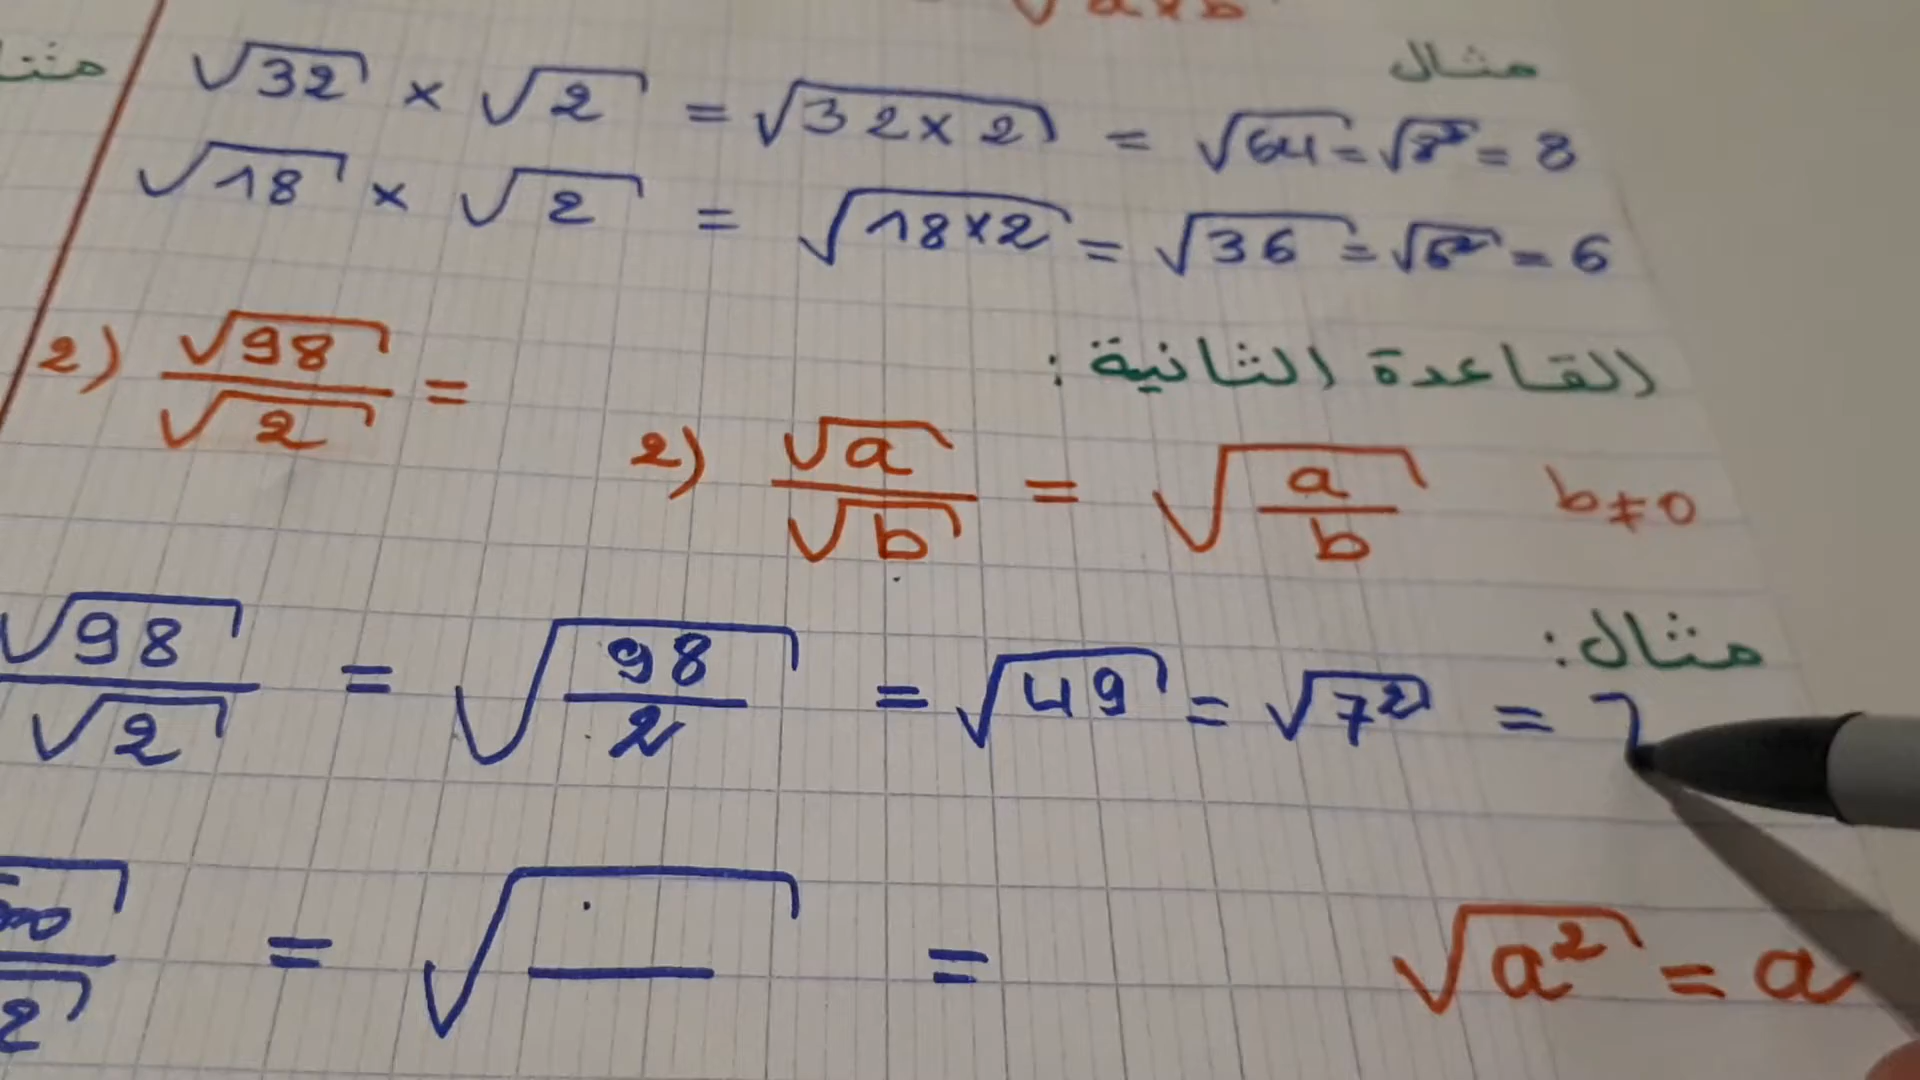 √a×b
مثال
√32 × √2 = √32×2 = √64 = √8² = 8
√18 × √2 = √18×2 = √36 = √6² = 6
2) √98/√2 =
القاعدة الثانية :
2) √a/√b = √a/b b≠0
مثال :
√98/√2 = √98/2 = √49 = √7² = 7
= √ =
√a² = a